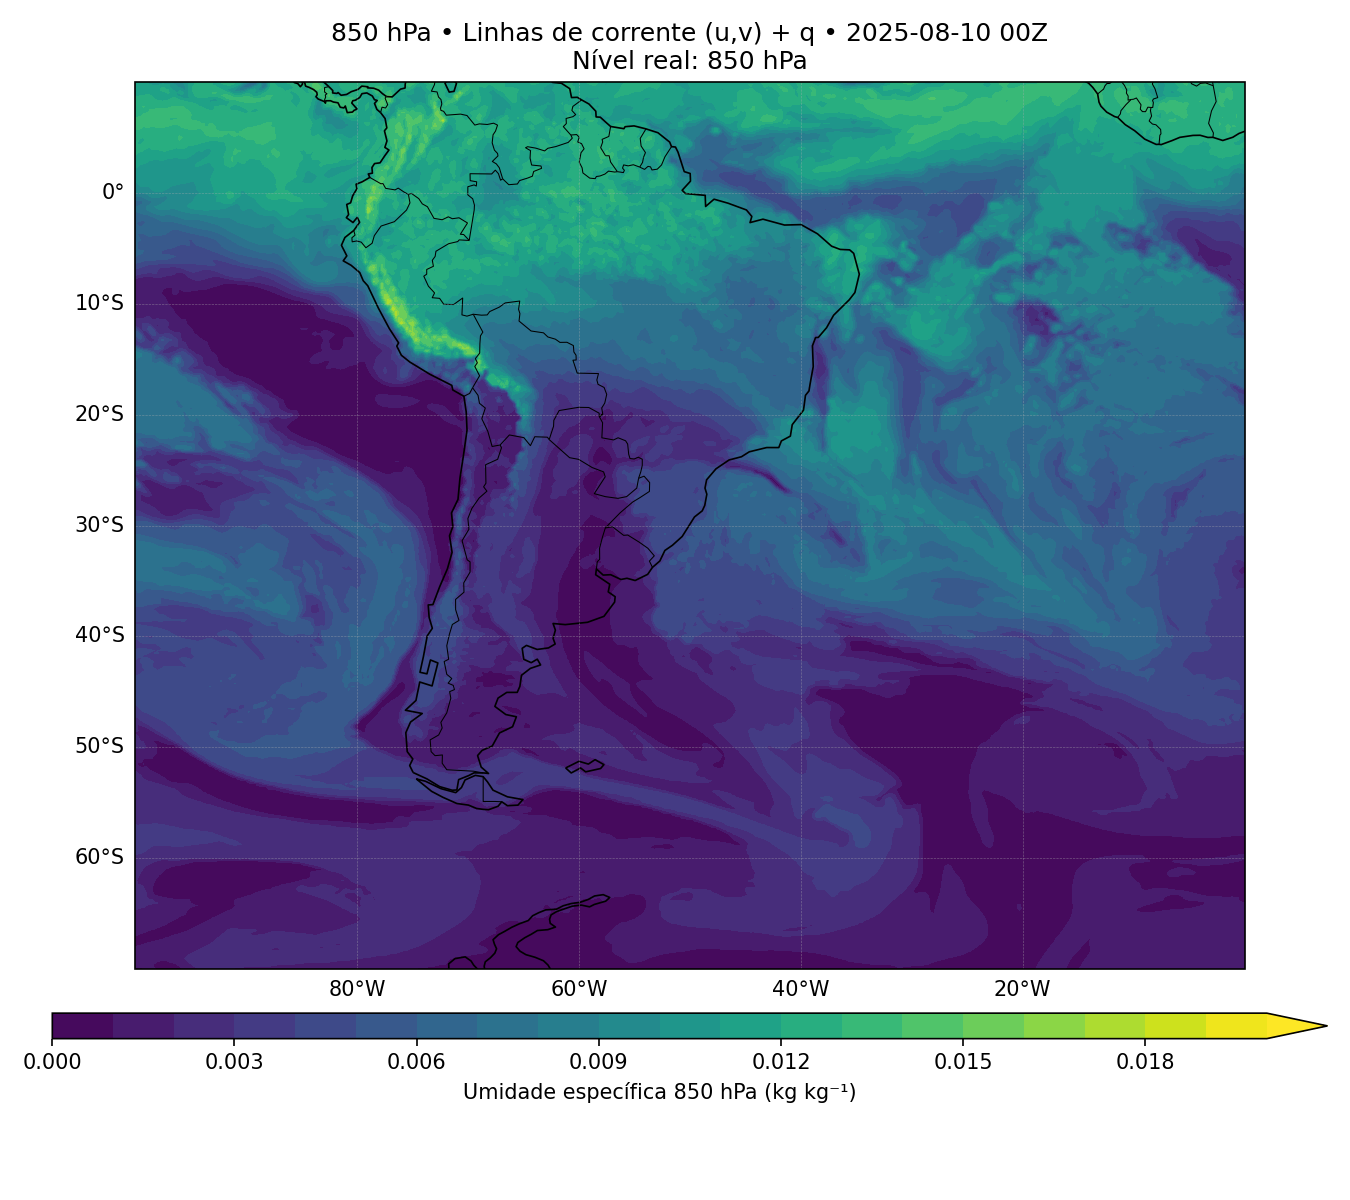 850 hPa • Linhas de corrente (u,v) + q • 2025-08-10 00Z
Nível real: 850 hPa
0°
10°S
20°S
30°S
40°S
50°S
60°S
80°W 60°W 40°W 20°W
0.000 0.003 0.006 0.009 0.012 0.015 0.018
Umidade específica 850 hPa (kg kg⁻¹)